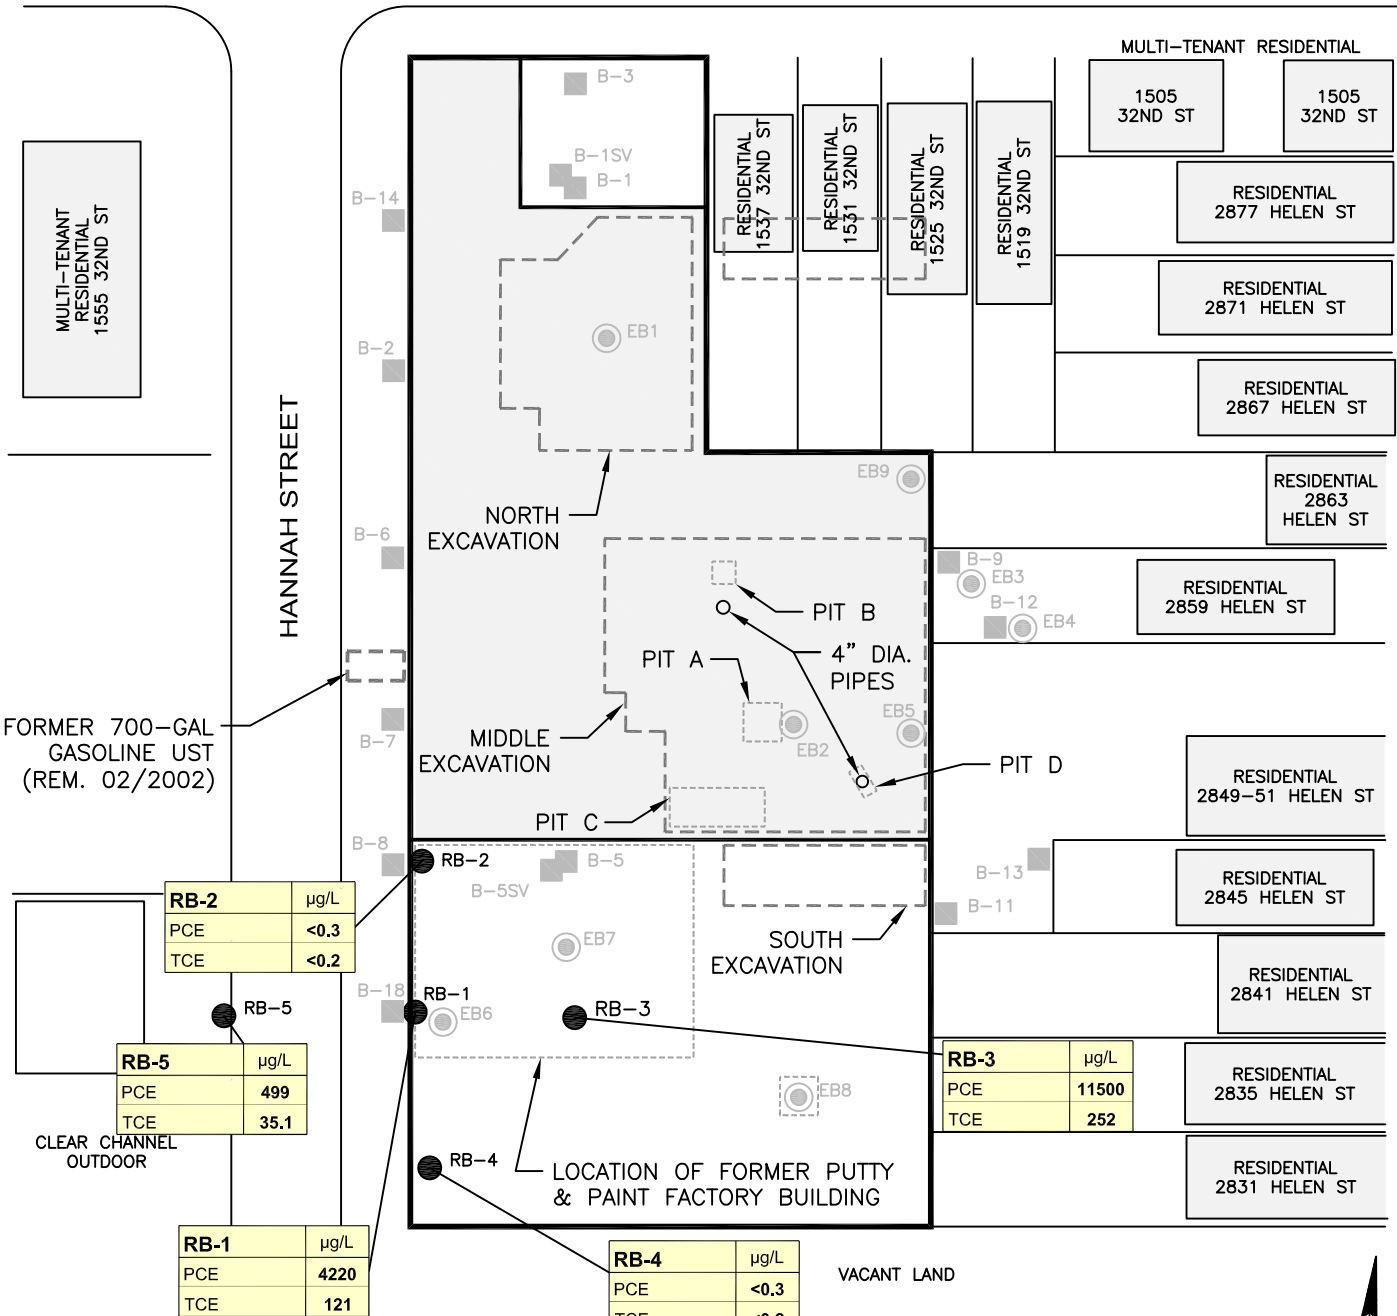 MULTI-TENANT RESIDENTIAL
1505
32ND ST
1505
32ND ST
B-3
B-1SV
B-1
B-14
RESIDENTIAL
1537 32ND ST
RESIDENTIAL
1531 32ND ST
RESIDENTIAL
1525 32ND ST
RESIDENTIAL
1519 32ND ST
RESIDENTIAL
2877 HELEN ST
MULTI-TENANT
RESIDENTIAL
1555 32ND ST
RESIDENTIAL
2871 HELEN ST
EB1
B-2
RESIDENTIAL
2867 HELEN ST
HANNAH STREET
EB9
RESIDENTIAL
2863
HELEN ST
NORTH
EXCAVATION
B-6
B-9
EB3
B-12
EB4
RESIDENTIAL
2859 HELEN ST
PIT B
PIT A
4” DIA.
PIPES
FORMER 700-GAL
GASOLINE UST
(REM. 02/2002)
B-7
MIDDLE
EXCAVATION
EB2
EB5
PIT D
RESIDENTIAL
2849-51 HELEN ST
PIT C
B-8
RB-2
B-5
B-5SV
B-13
B-11
RESIDENTIAL
2845 HELEN ST
RB-2 µg/L
PCE <0.3
TCE <0.2
EB7
SOUTH
EXCAVATION
RESIDENTIAL
2841 HELEN ST
B-18
RB-1
EB6
RB-3
RB-5
RB-5 µg/L
PCE 499
TCE 35.1
RB-3 µg/L
PCE 11500
TCE 252
RESIDENTIAL
2835 HELEN ST
EB8
CLEAR CHANNEL
OUTDOOR
RB-4
LOCATION OF FORMER PUTTY
& PAINT FACTORY BUILDING
RESIDENTIAL
2831 HELEN ST
RB-1 µg/L
PCE 4220
TCE 121
RB-4 µg/L
PCE <0.3
VACANT LAND